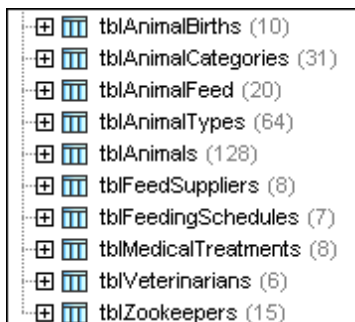 tblAnimalBirths (10)
tblAnimalCategories (31)
tblAnimalFeed (20)
tblAnimalTypes (64)
tblAnimals (128)
tblFeedSuppliers (8)
tblFeedingSchedules (7)
tblMedicalTreatments (8)
tblVeterinarians (6)
tblZookeepers (15)